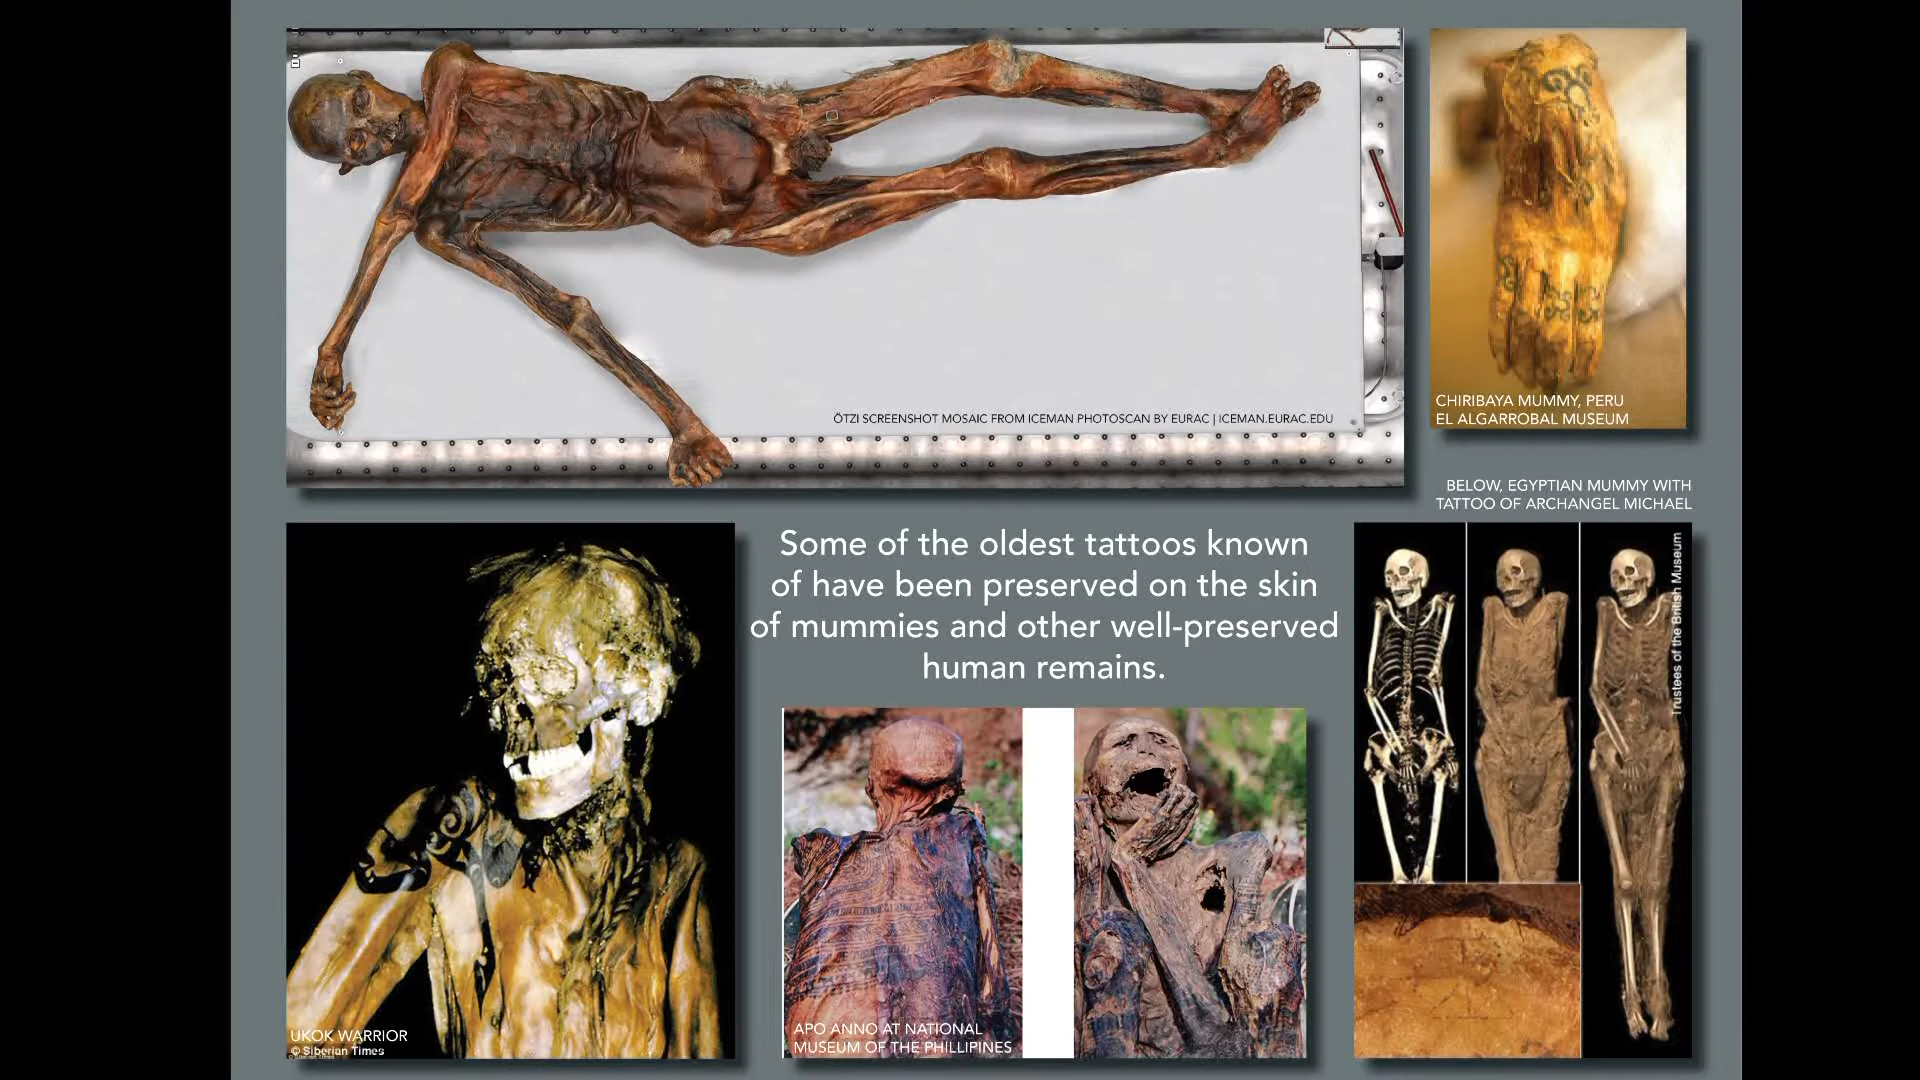 ÖTZI SCREENSHOT MOSAIC FROM ICEMAN PHOTOSCAN BY EURAC | ICEMAN.EURAC.EDU
CHIRIBAYA MUMMY, PERU
EL ALGARROBAL MUSEUM
BELOW, EGYPTIAN MUMMY WITH
TATTOO OF ARCHANGEL MICHAEL
Some of the oldest tattoos known
of have been preserved on the skin
of mummies and other well-preserved
human remains.
Trustees of the British Museum
UKOK WARRIOR
© Siberian Times
APO ANNO AT NATIONAL
MUSEUM OF THE PHILLIPINES